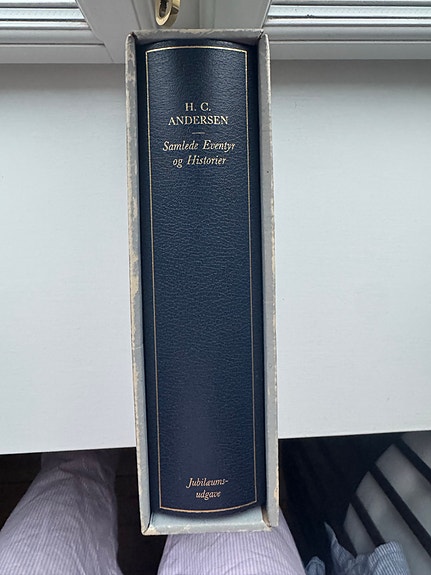 H. C.
ANDERSEN
Samlede Eventyr
og Historier
Jubilæums-
udgave